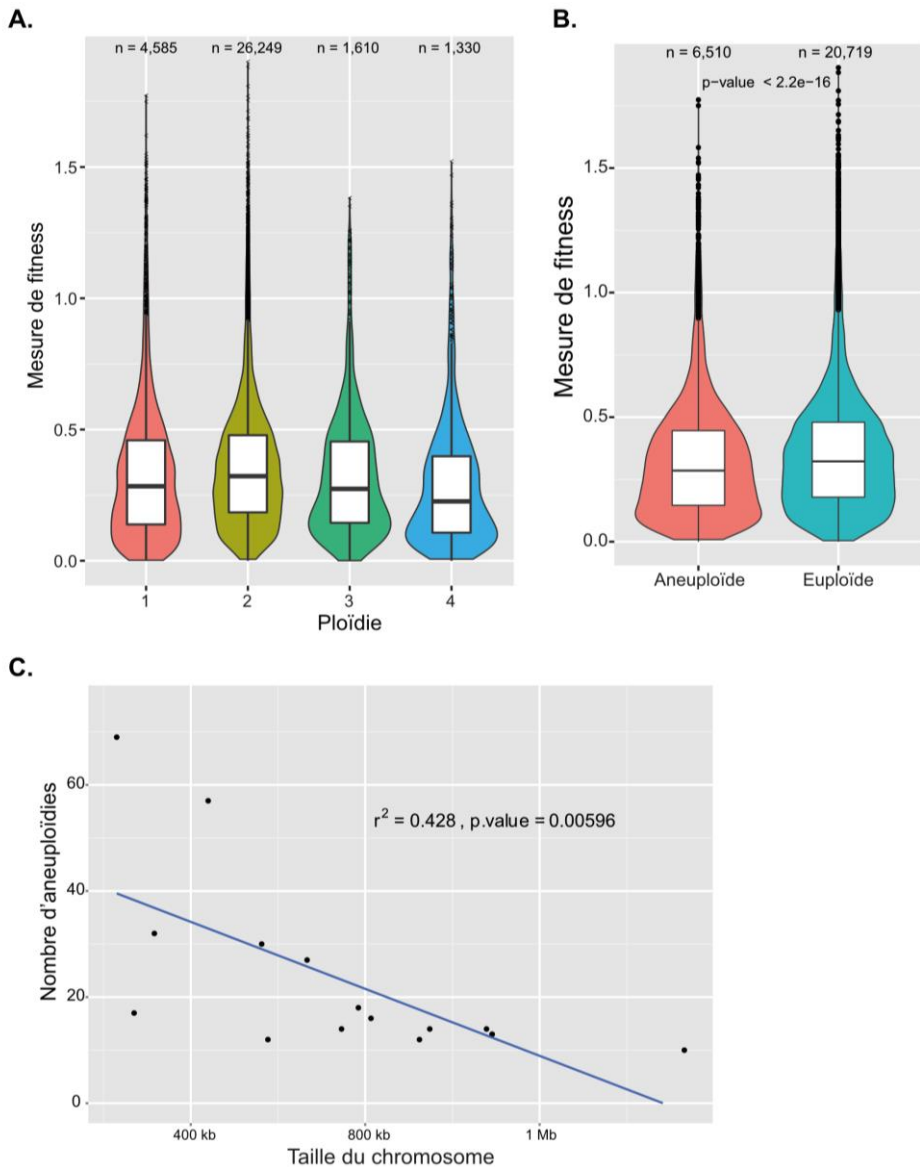 A.
n = 4,585
n = 26,249
n = 1,610
n = 1,330
Mesure de fitness
1.5
1.0
0.5
0.0
1
2
3
4
Ploïdie
B.
n = 6,510
n = 20,719
p−value < 2.2e−16
Mesure de fitness
1.5
1.0
0.5
0.0
Aneuploïde
Euploïde
C.
r² = 0.428 , p.value = 0.00596
Nombre d'aneuploïdies
60
40
20
0
400 kb
800 kb
1 Mb
Taille du chromosome